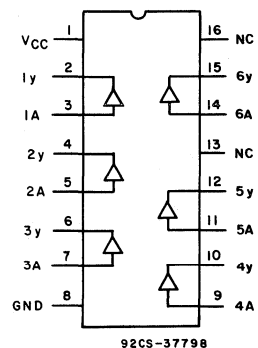 VCC 1 16 NC
1y 2 15 6y
1A 3 14 6A
2y 4 13 NC
2A 5 12 5y
3y 6 11 5A
3A 7 10 4y
GND 8 9 4A
92CS-37798